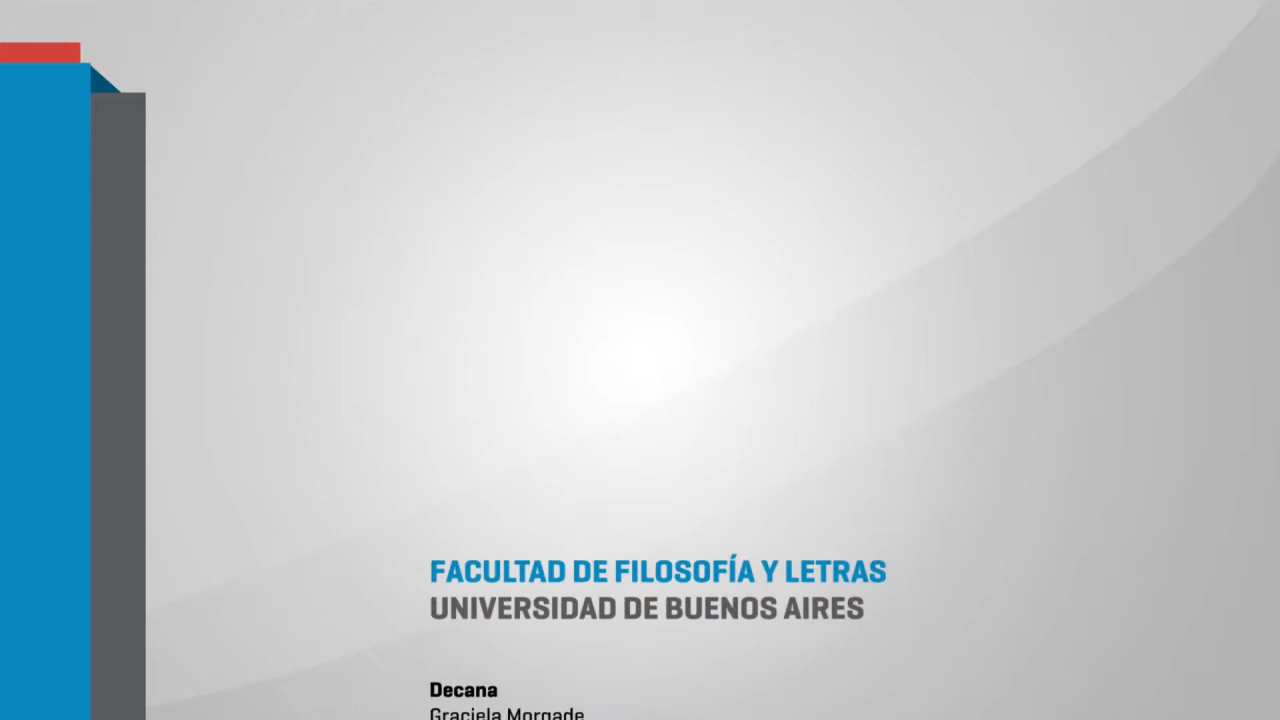 FACULTAD DE FILOSOFÍA Y LETRAS
UNIVERSIDAD DE BUENOS AIRES
Decana
Graciela Morgade